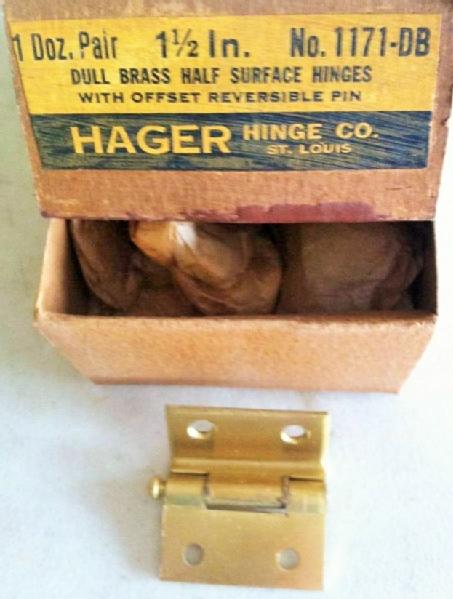 1 Doz. Pair 1½ In. No. 1171-DB
DULL BRASS HALF SURFACE HINGES
WITH OFFSET REVERSIBLE PIN
HAGER HINGE CO.
ST. LOUIS